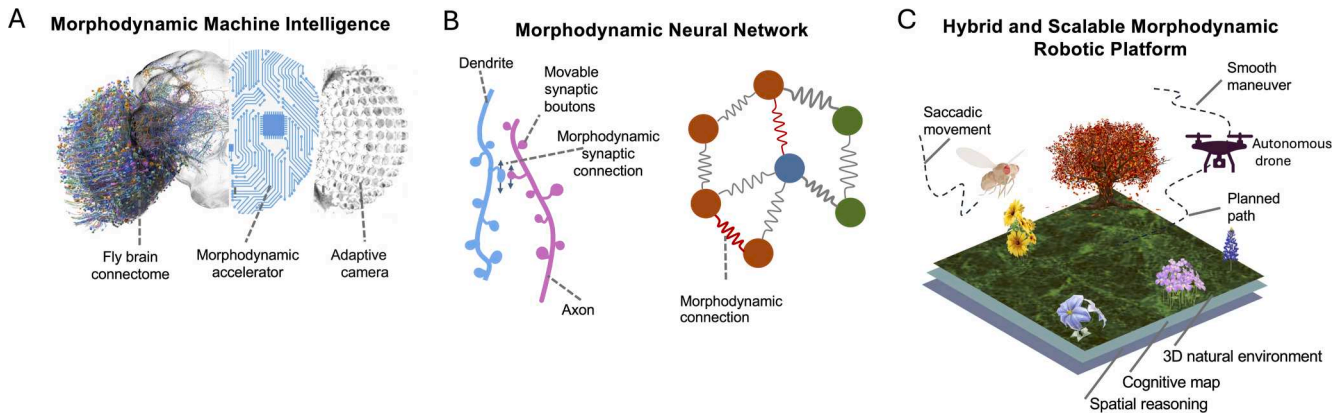 A
Morphodynamic Machine Intelligence
Fly brain
connectome
Morphodynamic
accelerator
Adaptive
camera
B
Morphodynamic Neural Network
Dendrite
Movable
synaptic
boutons
Morphodynamic
synaptic
connection
Axon
Morphodynamic
connection
C
Hybrid and Scalable Morphodynamic
Robotic Platform
Smooth
maneuver
Saccadic
movement
Autonomous
drone
Planned
path
3D natural environment
Cognitive map
Spatial reasoning